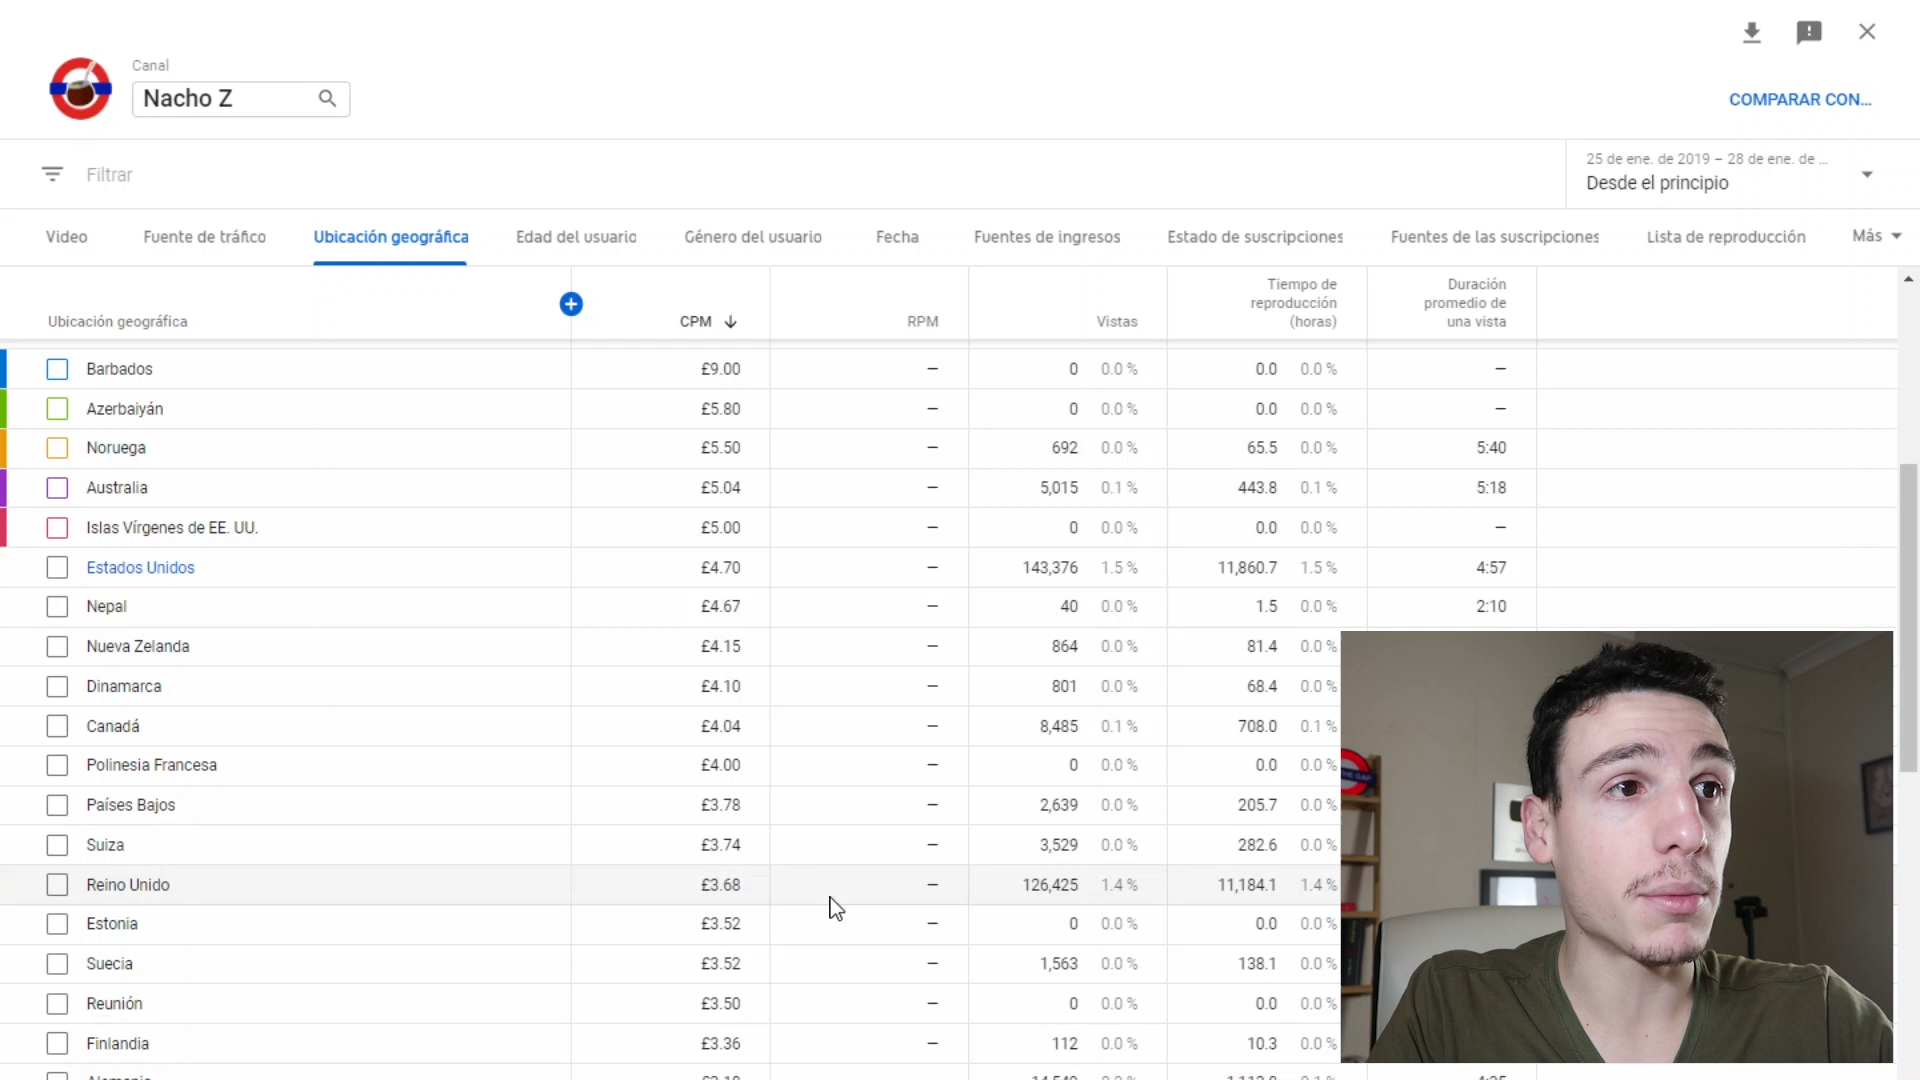 Canal
Nacho Z
COMPARAR CON...
Filtrar
25 de ene. de 2019 – 28 de ene. de ...
Desde el principio
Video Fuente de tráfico Ubicación geográfica Edad del usuario Género del usuario Fecha Fuentes de ingresos Estado de suscripciones Fuentes de las suscripciones Lista de reproducción Más
Ubicación geográfica CPM RPM Vistas Tiempo de reproducción (horas) Duración promedio de una vista
Barbados £9.00 – 0 0.0 % 0.0 0.0 % –
Azerbaiyán £5.80 – 0 0.0 % 0.0 0.0 % –
Noruega £5.50 – 692 0.0 % 65.5 0.0 % 5:40
Australia £5.04 – 5,015 0.1 % 443.8 0.1 % 5:18
Islas Vírgenes de EE. UU. £5.00 – 0 0.0 % 0.0 0.0 % –
Estados Unidos £4.70 – 143,376 1.5 % 11,860.7 1.5 % 4:57
Nepal £4.67 – 40 0.0 % 1.5 0.0 % 2:10
Nueva Zelanda £4.15 – 864 0.0 % 81.4 0.0 %
Dinamarca £4.10 – 801 0.0 % 68.4 0.0 %
Canadá £4.04 – 8,485 0.1 % 708.0 0.1 %
Polinesia Francesa £4.00 – 0 0.0 % 0.0 0.0 %
Países Bajos £3.78 – 2,639 0.0 % 205.7 0.0 %
Suiza £3.74 – 3,529 0.0 % 282.6 0.0 %
Reino Unido £3.68 – 126,425 1.4 % 11,184.1 1.4 %
Estonia £3.52 – 0 0.0 % 0.0 0.0 %
Suecia £3.52 – 1,563 0.0 % 138.1 0.0 %
Reunión £3.50 – 0 0.0 % 0.0 0.0 %
Finlandia £3.36 – 112 0.0 % 10.3 0.0 %